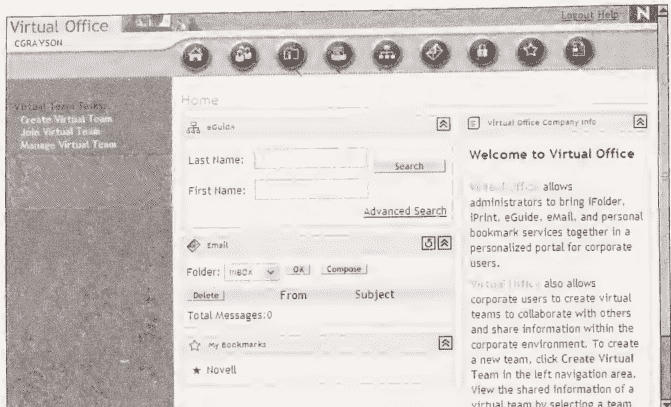 Virtual Office
CGRAYSON
Logout Help N
Virtual Team Tasks:
Create Virtual Team
Join Virtual Team
Manage Virtual Team
Home
eGuide
Last Name:
Search
First Name:
Advanced Search
Email
Folder: INBOX OK Compose
Delete From Subject
Total Messages:0
My Bookmarks
Novell
Virtual Office Company Info
Welcome to Virtual Office
Virtual Office allows
administrators to bring iFolder,
iPrint, eGuide, eMail, and personal
bookmark services together in a
personalized portal for corporate
users.
Virtual Office also allows
corporate users to create virtual
teams to collaborate with others
and share information within the
corporate environment. To create
a new team, click Create Virtual
Team in the left navigation area.
View the shared information of a
virtual team by selecting a team